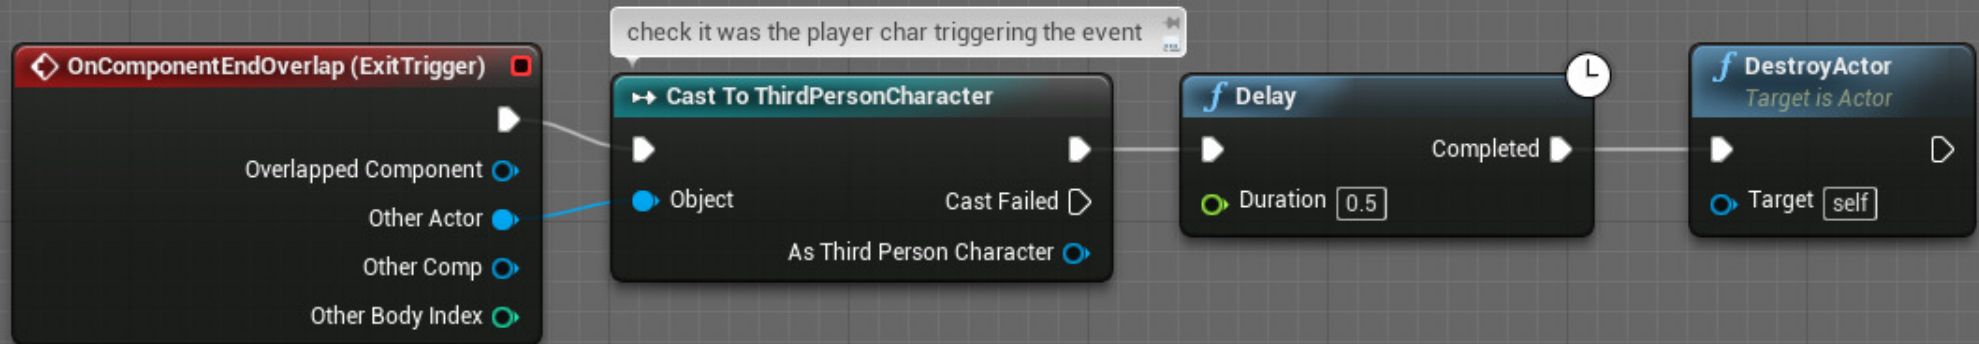 check it was the player char triggering the event
OnComponentEndOverlap (ExitTrigger)
Overlapped Component
Other Actor
Other Comp
Other Body Index
Cast To ThirdPersonCharacter
Object
Cast Failed
As Third Person Character
f Delay
Completed
Duration 0.5
f DestroyActor
Target is Actor
Target self